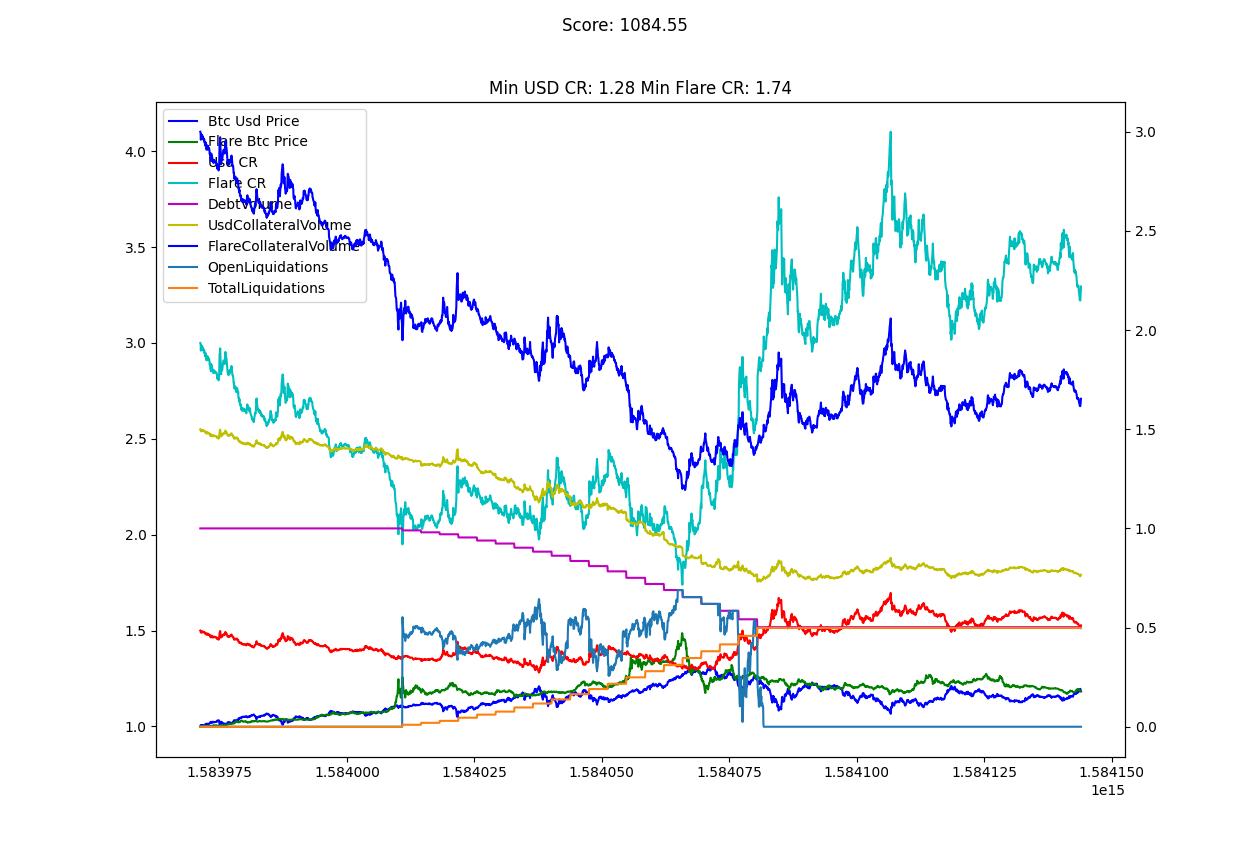 Score: 1084.55
Min USD CR: 1.28 Min Flare CR: 1.74
Btc Usd Price
Flare Btc Price
Usd CR
Flare CR
DebtVolume
UsdCollateralVolume
FlareCollateralVolume
OpenLiquidations
TotalLiquidations
4.0
3.5
3.0
2.5
2.0
1.5
1.0
3.0
2.5
2.0
1.5
1.0
0.5
0.0
1.583975 1.584000 1.584025 1.584050 1.584075 1.584100 1.584125 1.584150
1e15